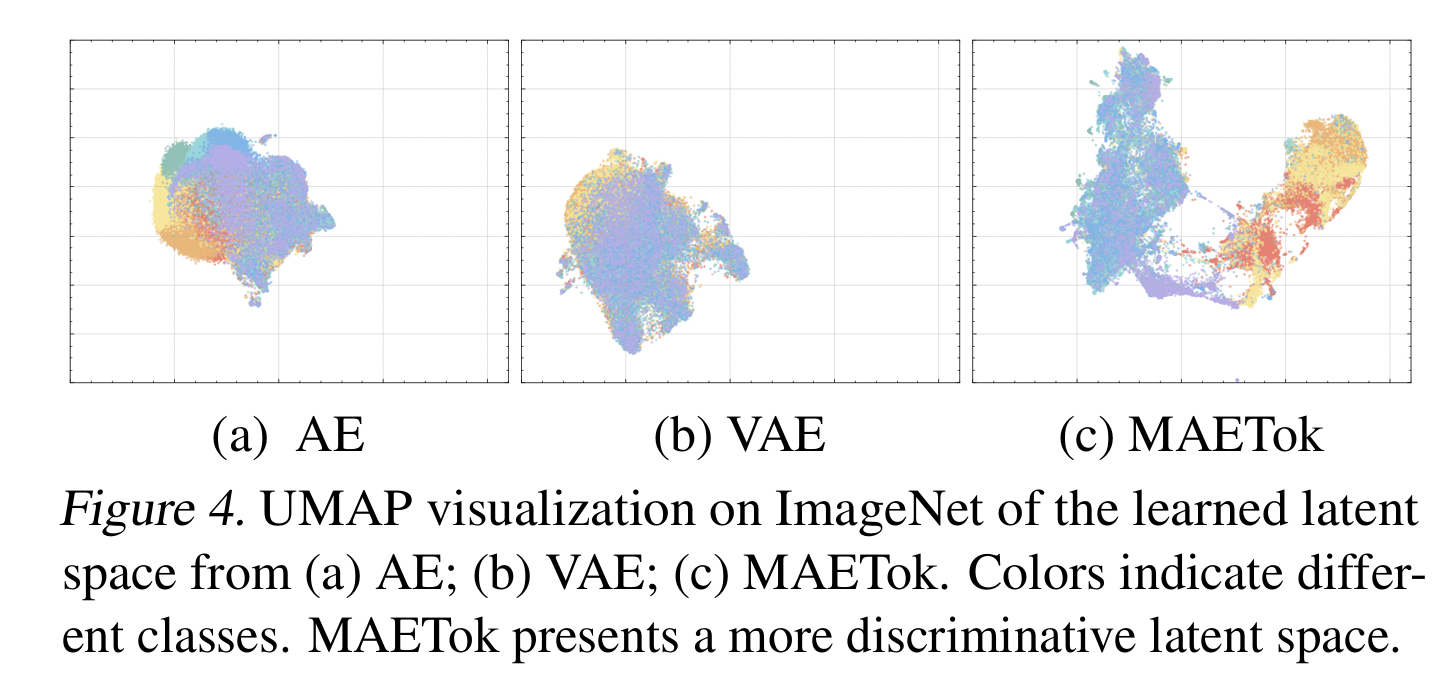 (a) AE
(b) VAE
(c) MAETok
Figure 4. UMAP visualization on ImageNet of the learned latent
space from (a) AE; (b) VAE; (c) MAETok. Colors indicate differ-
ent classes. MAETok presents a more discriminative latent space.